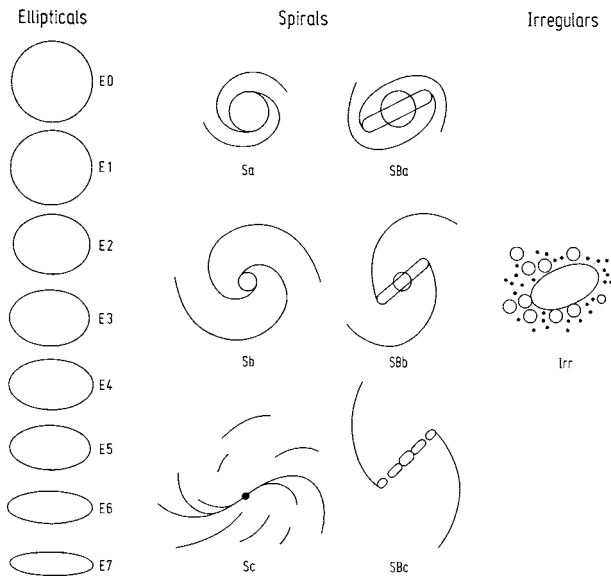 Ellipticals
Spirals
Irregulars
E0
E1
E2
E3
E4
E5
E6
E7
Sa
SBa
Sb
SBb
Irr
Sc
SBc